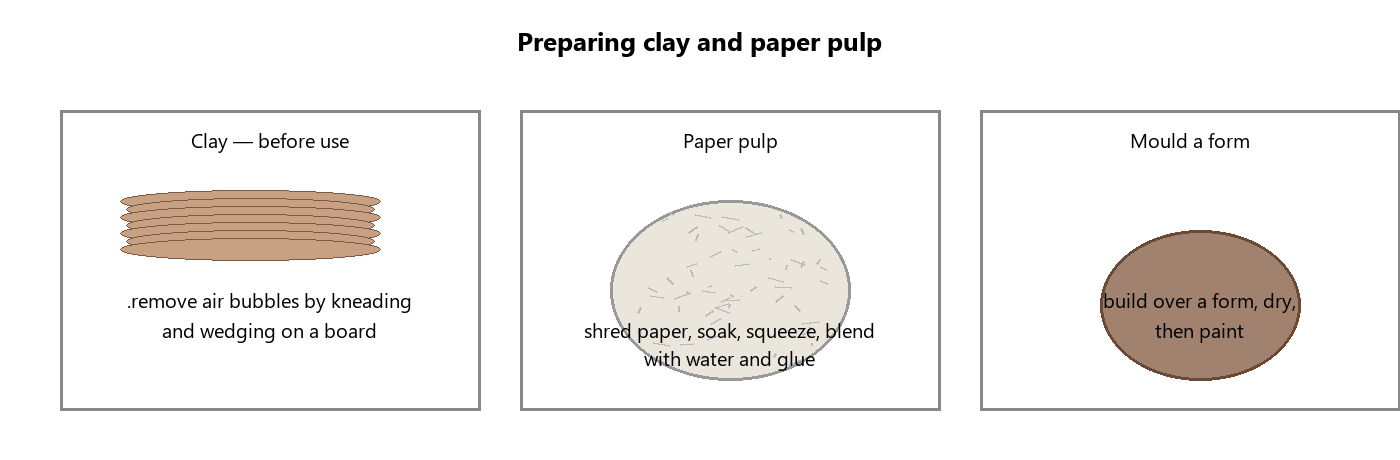 Preparing clay and paper pulp
Clay — before use
.remove air bubbles by kneading
and wedging on a board
Paper pulp
shred paper, soak, squeeze, blend
with water and glue
Mould a form
build over a form, dry,
then paint